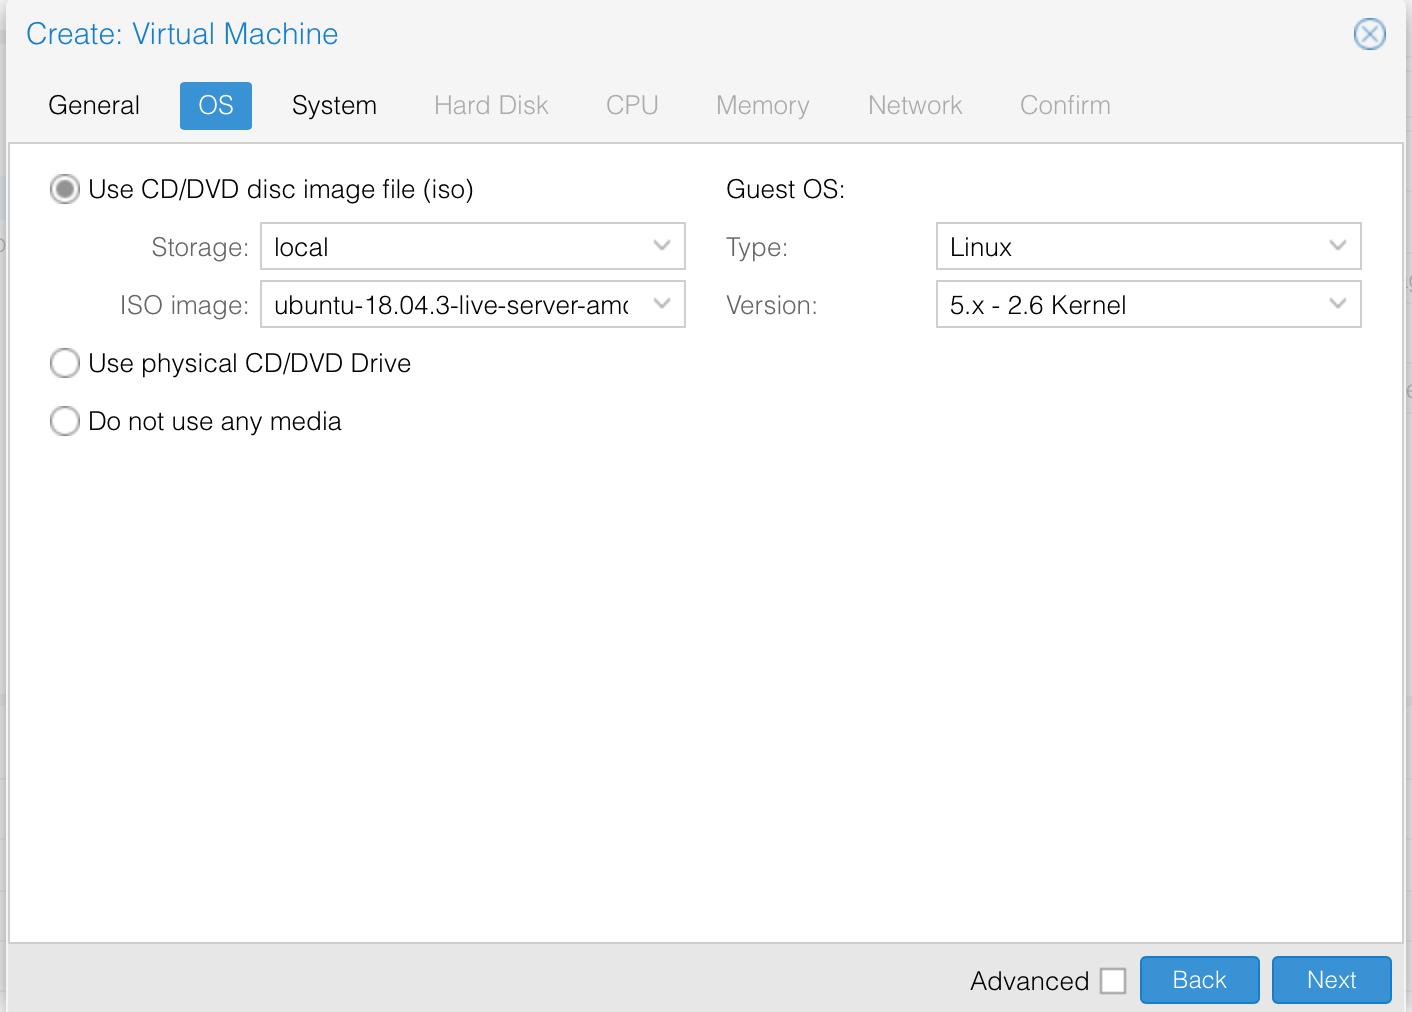 Create: Virtual Machine
General OS System Hard Disk CPU Memory Network Confirm
Use CD/DVD disc image file (iso)
Storage: local
ISO image: ubuntu-18.04.3-live-server-amd
Use physical CD/DVD Drive
Do not use any media
Guest OS:
Type: Linux
Version: 5.x - 2.6 Kernel
Advanced Back Next